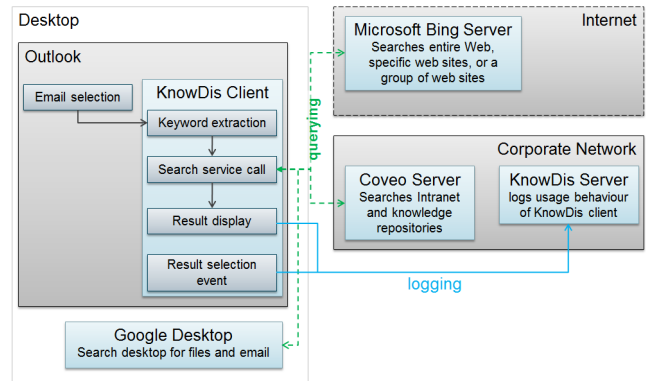 Desktop
Outlook
Email selection
KnowDis Client
Keyword extraction
Search service call
Result display
Result selection
event
Google Desktop
Search desktop for files and email
querying
logging
Internet
Microsoft Bing Server
Searches entire Web,
specific web sites, or a
group of web sites
Corporate Network
Coveo Server
Searches Intranet
and knowledge
repositories
KnowDis Server
logs usage behaviour
of KnowDis client